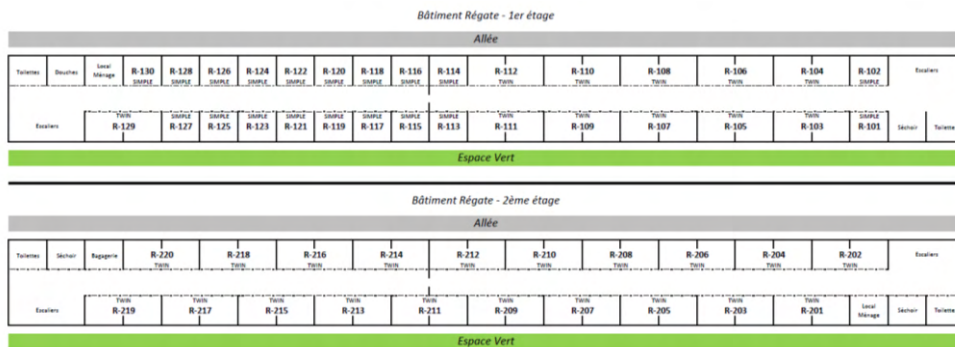 Bâtiment Régate - 1er étage
Allée
Toilettes Douches Local Ménage R-130 R-128 R-126 R-124 R-122 R-120 R-118 R-116 R-114 R-112 R-110 R-108 R-106 R-104 R-102 Escaliers
SIMPLE SIMPLE SIMPLE SIMPLE SIMPLE SIMPLE SIMPLE SIMPLE SIMPLE TWIN TWIN TWIN TWIN TWIN SIMPLE
TWIN SIMPLE SIMPLE SIMPLE SIMPLE SIMPLE SIMPLE SIMPLE SIMPLE TWIN TWIN TWIN TWIN TWIN SIMPLE
Escaliers R-129 R-127 R-125 R-123 R-121 R-119 R-117 R-115 R-113 R-111 R-109 R-107 R-105 R-103 R-101 Séchoir Toilettes
Espace Vert
Bâtiment Régate - 2ème étage
Allée
Toilettes Séchoir Bagagerie R-220 R-218 R-216 R-214 R-212 R-210 R-208 R-206 R-204 R-202 Escaliers
TWIN TWIN TWIN TWIN TWIN TWIN TWIN TWIN TWIN TWIN
TWIN TWIN TWIN TWIN TWIN TWIN TWIN TWIN TWIN TWIN
Escaliers R-219 R-217 R-215 R-213 R-211 R-209 R-207 R-205 R-203 R-201 Local Ménage Séchoir Toilettes
Espace Vert